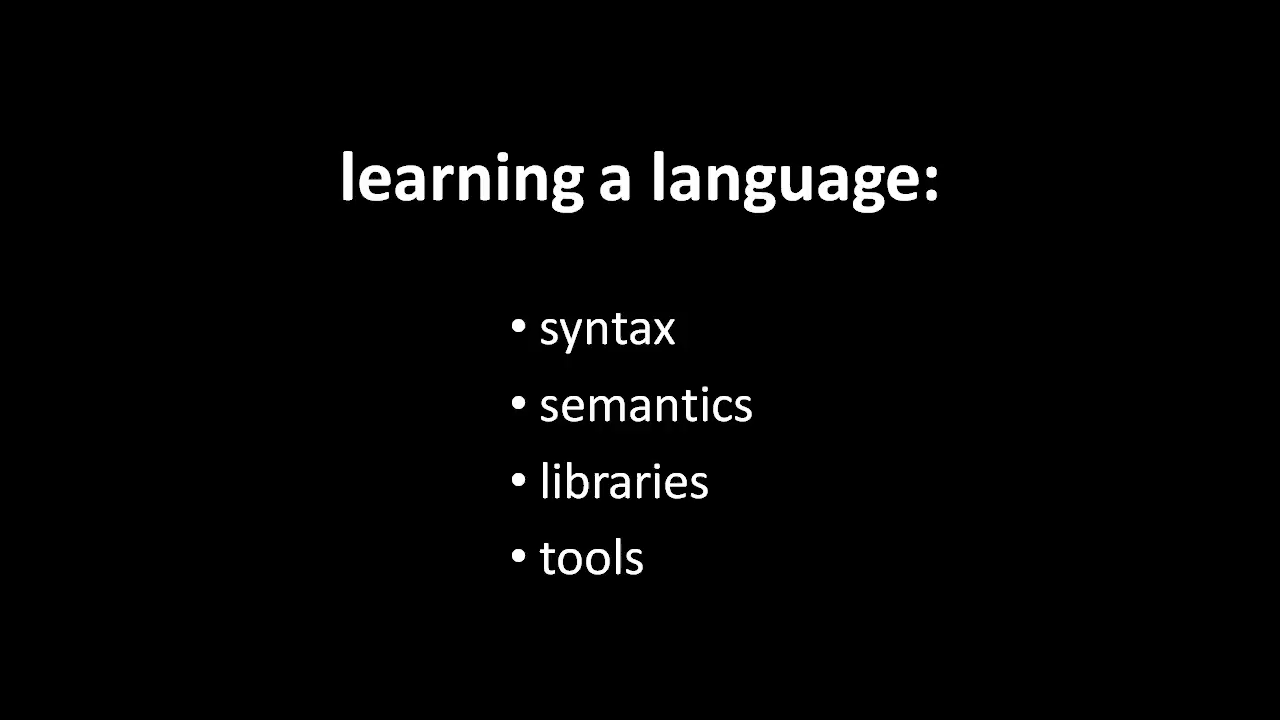 learning a language:
• syntax
• semantics
• libraries
• tools